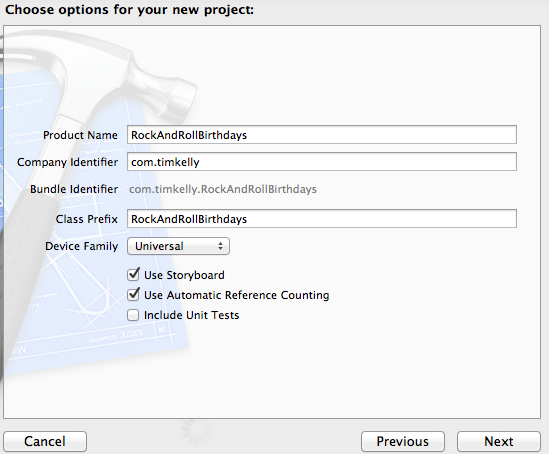 Choose options for your new project:
Product Name RockAndRollBirthdays
Company Identifier com.timkelly
Bundle Identifier com.timkelly.RockAndRollBirthdays
Class Prefix RockAndRollBirthdays
Device Family Universal
Use Storyboard
Use Automatic Reference Counting
Include Unit Tests
Cancel Previous Next